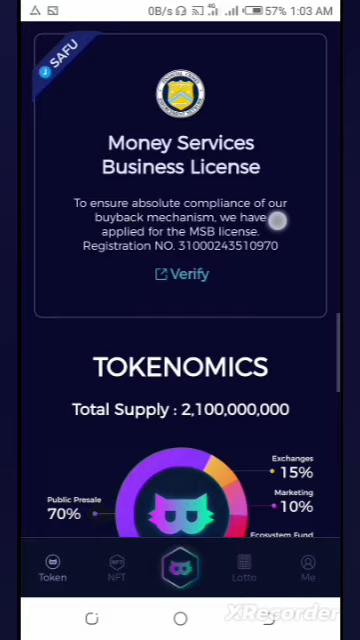 0B/s 4G 57% 1:03 AM
SAFU
Money Services
Business License
To ensure absolute compliance of our
buyback mechanism, we have
applied for the MSB license.
Registration NO. 31000243510970
Verify
TOKENOMICS
Total Supply : 2,100,000,000
Exchanges
15%
Marketing
10%
Public Presale
70%
Ecosystem Fund
Token NFT Lotto Me
XRecorder